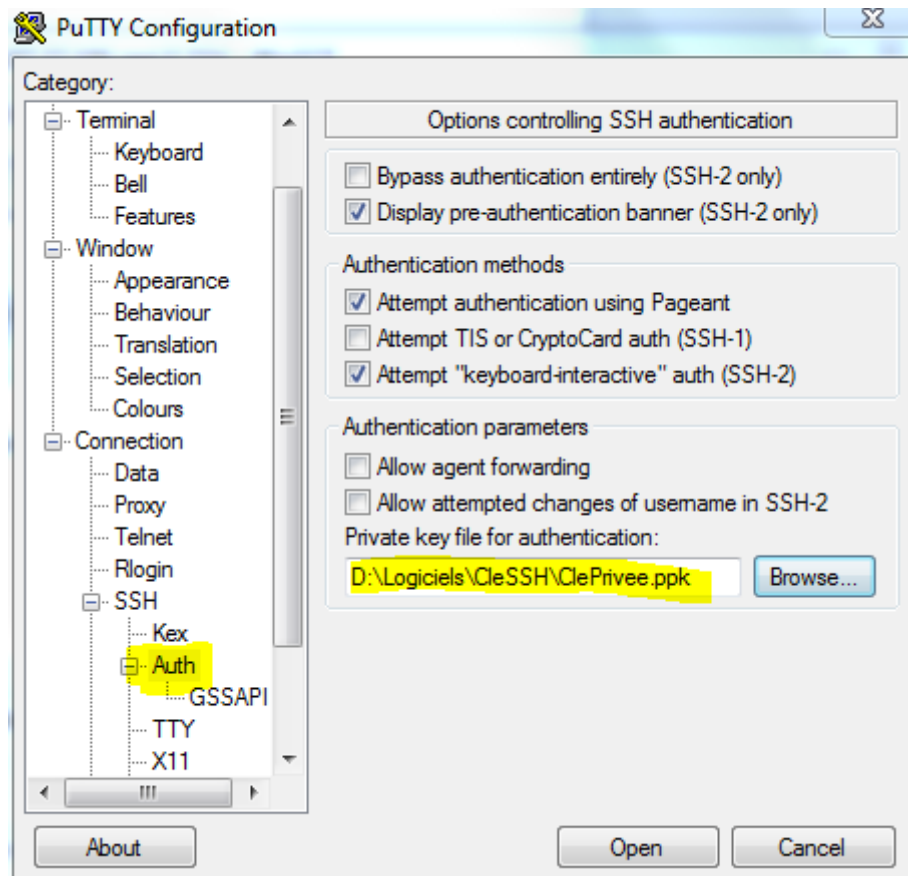 PuTTY Configuration
Category:
Terminal
Keyboard
Bell
Features
Window
Appearance
Behaviour
Translation
Selection
Colours
Connection
Data
Proxy
Telnet
Rlogin
SSH
Kex
Auth
GSSAPI
TTY
X11
Options controlling SSH authentication
Bypass authentication entirely (SSH-2 only)
Display pre-authentication banner (SSH-2 only)
Authentication methods
Attempt authentication using Pageant
Attempt TIS or CryptoCard auth (SSH-1)
Attempt "keyboard-interactive" auth (SSH-2)
Authentication parameters
Allow agent forwarding
Allow attempted changes of username in SSH-2
Private key file for authentication:
D:\Logiciels\CleSSH\ClePrivee.ppk
Browse...
About
Open
Cancel